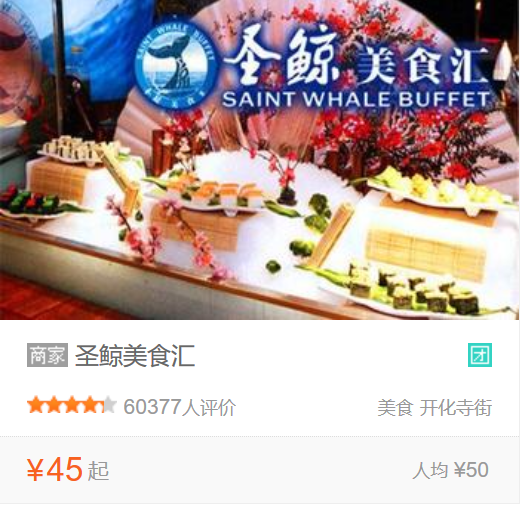 圣鲸 美食汇
SAINT WHALE BUFFET
SAINT WHALE BUFFET
商家 圣鲸美食汇 团
60377人评价 美食 开化寺街
¥45起 人均 ¥50